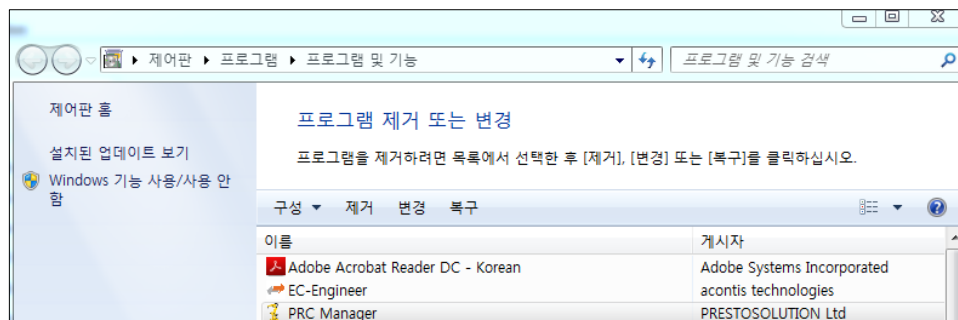 제어판 ▸ 프로그램 ▸ 프로그램 및 기능
프로그램 및 기능 검색
제어판 홈
설치된 업데이트 보기
Windows 기능 사용/사용 안
함
프로그램 제거 또는 변경
프로그램을 제거하려면 목록에서 선택한 후 [제거], [변경] 또는 [복구]를 클릭하십시오.
구성 제거 변경 복구
이름 게시자
Adobe Acrobat Reader DC - Korean Adobe Systems Incorporated
EC-Engineer acontis technologies
PRC Manager PRESTOSOLUTION Ltd